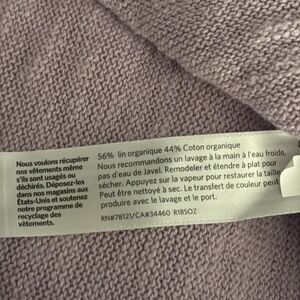 Nous voulons récupérer
nos vêtements même
s'ils sont usagés ou
déchirés. Déposez-les
dans nos magasins aux
États-Unis et soutenez
notre programme de
recyclage des
vêtements.
56% lin organique 44% Coton organique
Nous recommandons un lavage à la main à l'eau froide,
pas d'eau de Javel. Remodeler et étendre à plat pour
sécher. Appuyez sur la vapeur pour restaurer la taille
Peut être nettoyé à sec. Le transfert de couleur peut
produire avec le lavage et le port.
RN#78121/CA#34460 R18SOZ